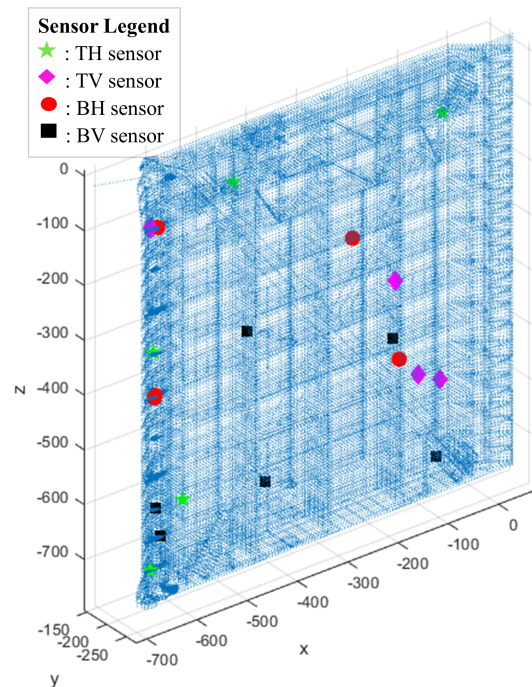 Sensor Legend
: TH sensor
: TV sensor
: BH sensor
: BV sensor
0
-100
-200
-300
-400
-500
-600
-700
z
-150
-200
-250
y
-700
-600
-500
-400
-300
-200
-100
0
x